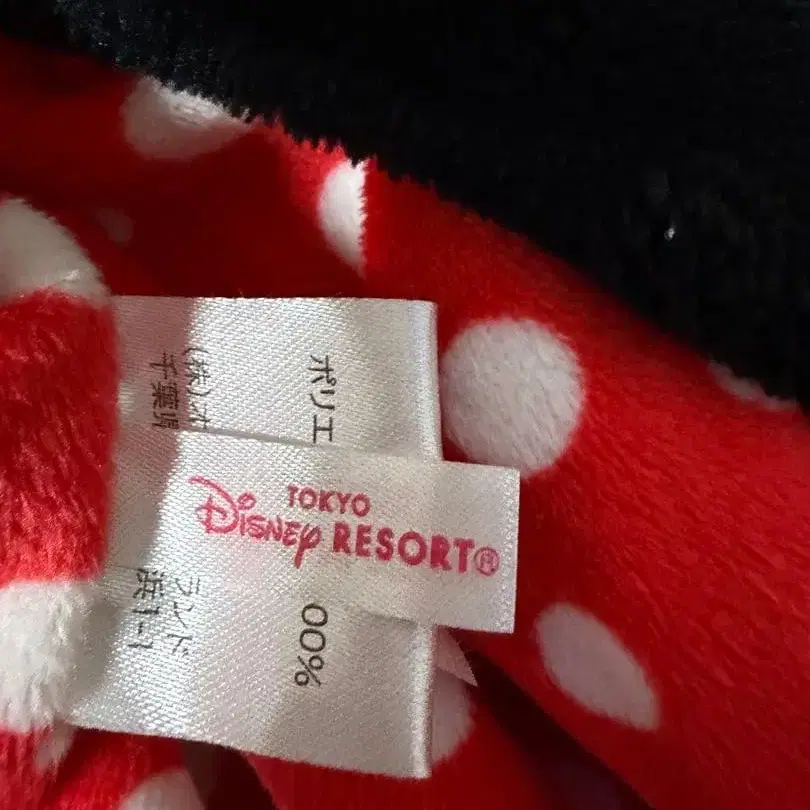 TOKYO
Disney RESORT®
ポリエ
00%
(株)オ
ランド
千葉県
浜1-1